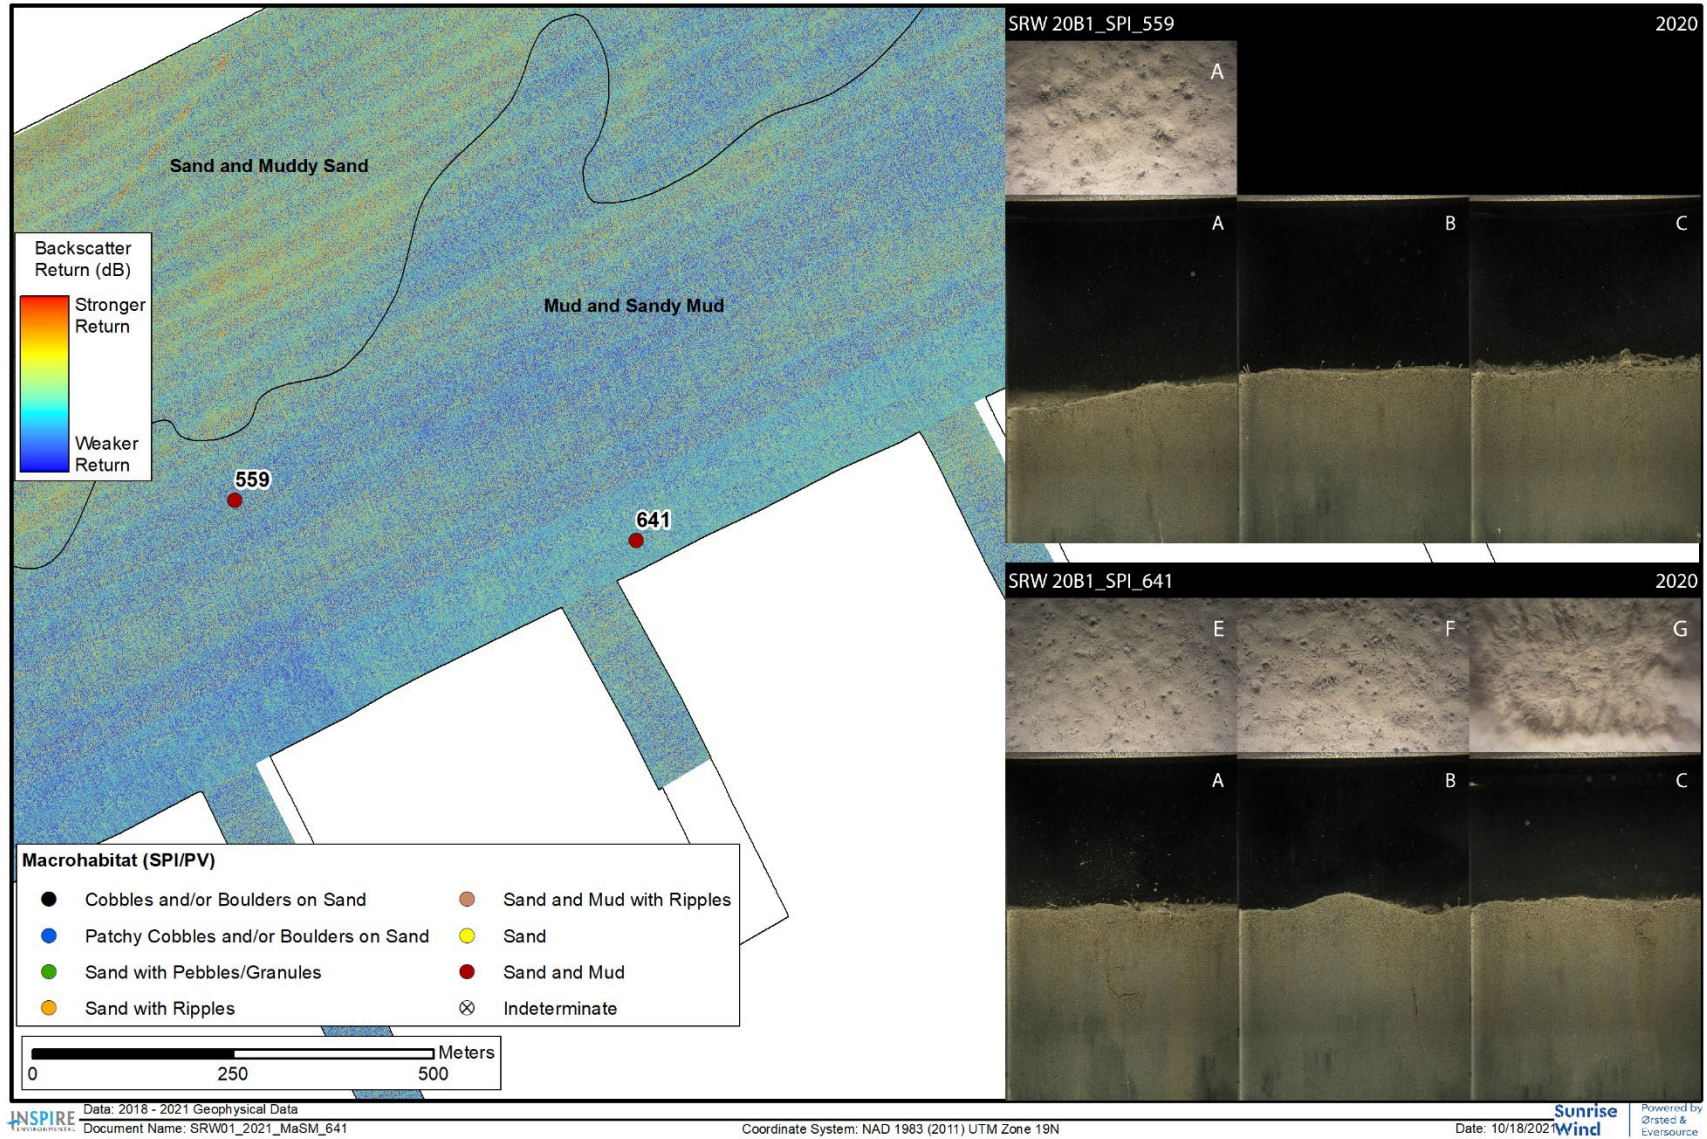 SRW 20B1_SPI_559
2020
A
A
B
C
Sand and Muddy Sand
Backscatter
Return (dB)
Stronger
Return
Weaker
Return
Mud and Sandy Mud
559
641
SRW 20B1_SPI_641
2020
E
F
G
A
B
C
Macrohabitat (SPI/PV)
Cobbles and/or Boulders on Sand
Patchy Cobbles and/or Boulders on Sand
Sand with Pebbles/Granules
Sand with Ripples
Sand and Mud with Ripples
Sand
Sand and Mud
Indeterminate
Meters
0
250
500
INSPIRE
ENVIRONMENTAL
Data: 2018 - 2021 Geophysical Data
Document Name: SRW01_2021_MaSM_641
Coordinate System: NAD 1983 (2011) UTM Zone 19N
Date: 10/18/2021
Sunrise
Wind
Powered by
Ørsted &
Eversource